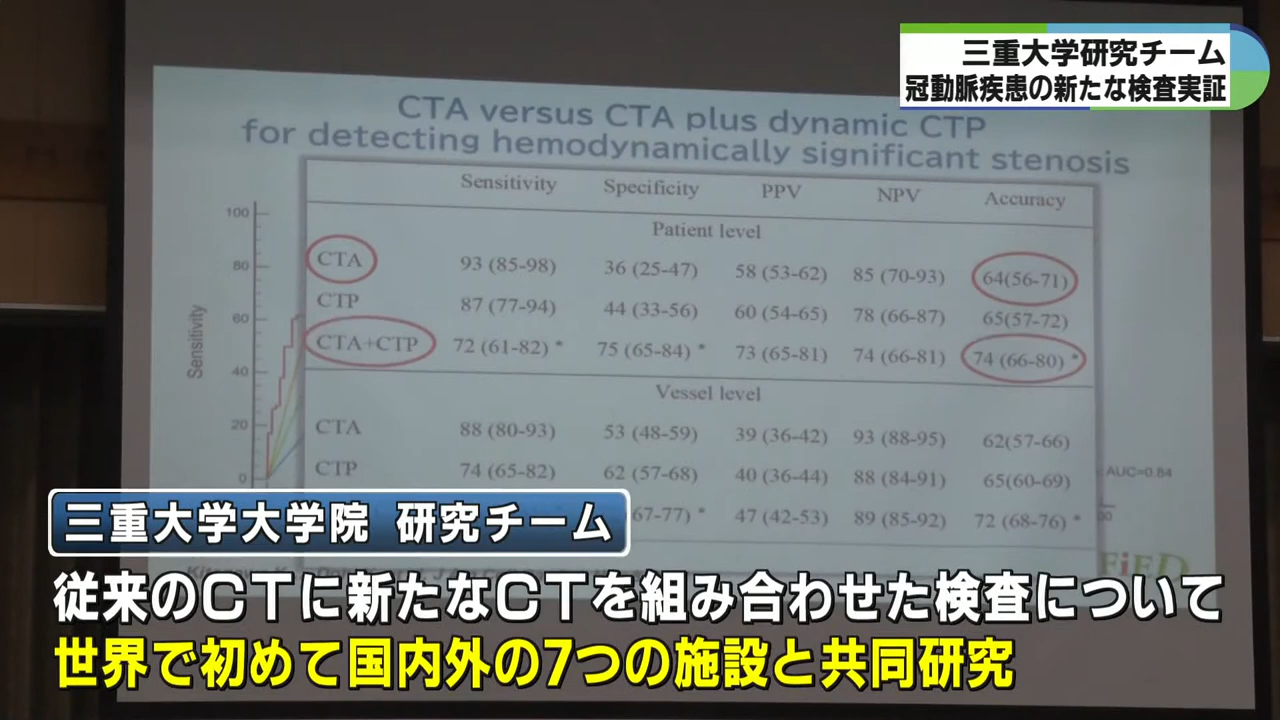 三重大学研究チーム
冠動脈疾患の新たな検査実証
CTA versus CTA plus dynamic CTP
for detecting hemodynamically significant stenosis
Sensitivity Specificity PPV NPV Accuracy
Patient level
CTA 93 (85-98) 36 (25-47) 58 (53-62) 85 (70-93) 64(56-71)
CTP 87 (77-94) 44 (33-56) 60 (54-65) 78 (66-87) 65(57-72)
CTA+CTP 72 (61-82) * 75 (65-84) * 73 (65-81) 74 (66-81) 74 (66-80) *
Vessel level
CTA 88 (80-93) 53 (48-59) 39 (36-42) 93 (88-95) 62(57-66)
CTP 74 (65-82) 62 (57-68) 40 (36-44) 88 (84-91) 65(60-69)
67-77) * 47 (42-53) 89 (85-92) 72 (68-76) *
100
80
60
40
20
0
Sensitivity
AUC=0.84
00
FiED
三重大学大学院 研究チーム
従来のCTに新たなCTを組み合わせた検査について
世界で初めて国内外の7つの施設と共同研究